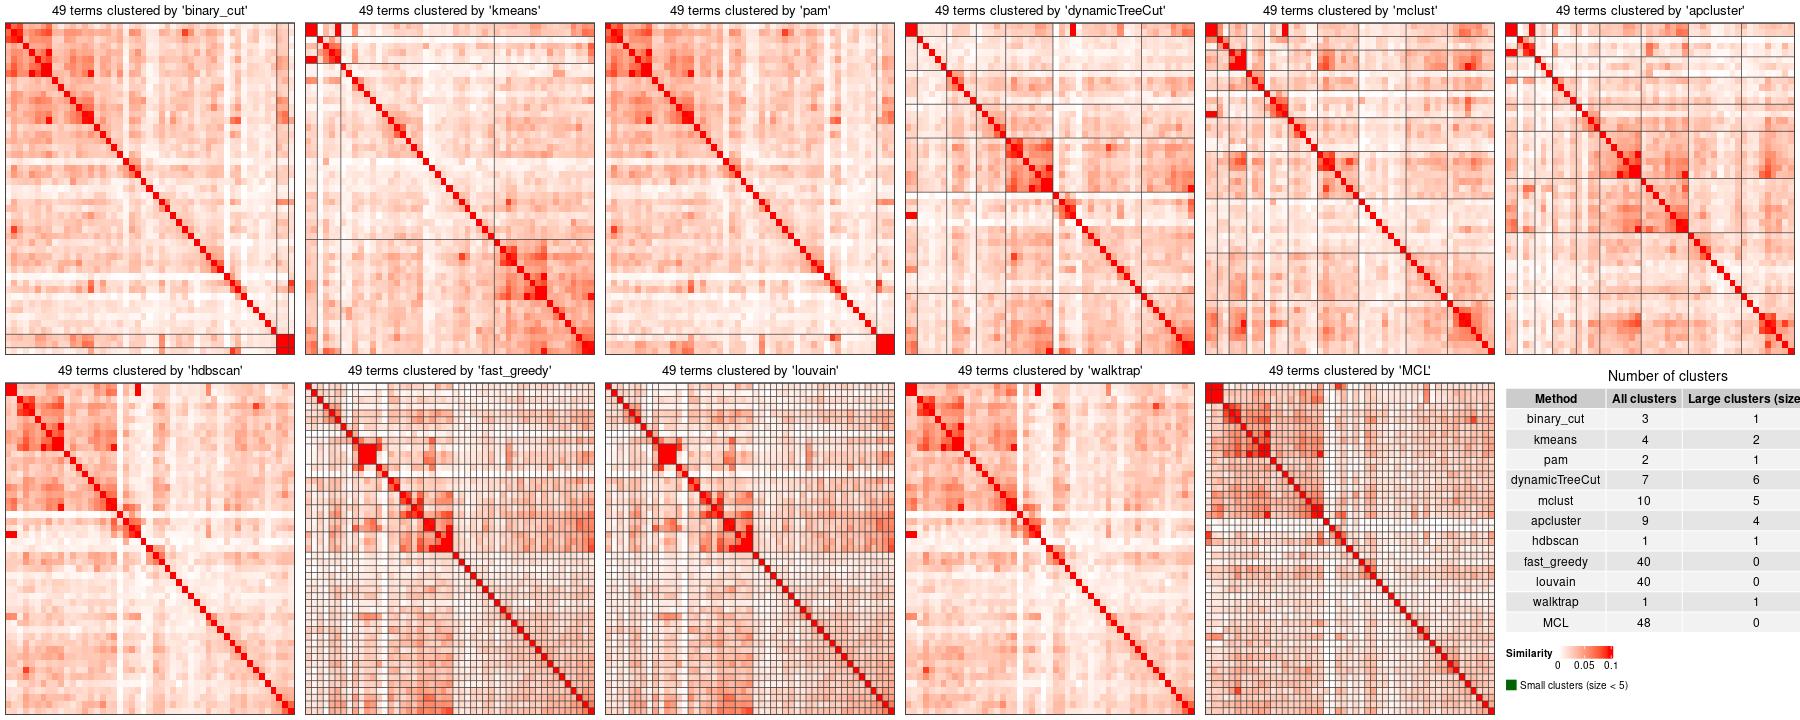 49 terms clustered by 'binary_cut'
49 terms clustered by 'kmeans'
49 terms clustered by 'pam'
49 terms clustered by 'dynamicTreeCut'
49 terms clustered by 'mclust'
49 terms clustered by 'apcluster'
49 terms clustered by 'hdbscan'
49 terms clustered by 'fast_greedy'
49 terms clustered by 'louvain'
49 terms clustered by 'walktrap'
49 terms clustered by 'MCL'
Number of clusters
Method All clusters Large clusters (size
binary_cut 3 1
kmeans 4 2
pam 2 1
dynamicTreeCut 7 6
mclust 10 5
apcluster 9 4
hdbscan 1 1
fast_greedy 40 0
louvain 40 0
walktrap 1 1
MCL 48 0
Similarity
0 0.05 0.1
Small clusters (size < 5)